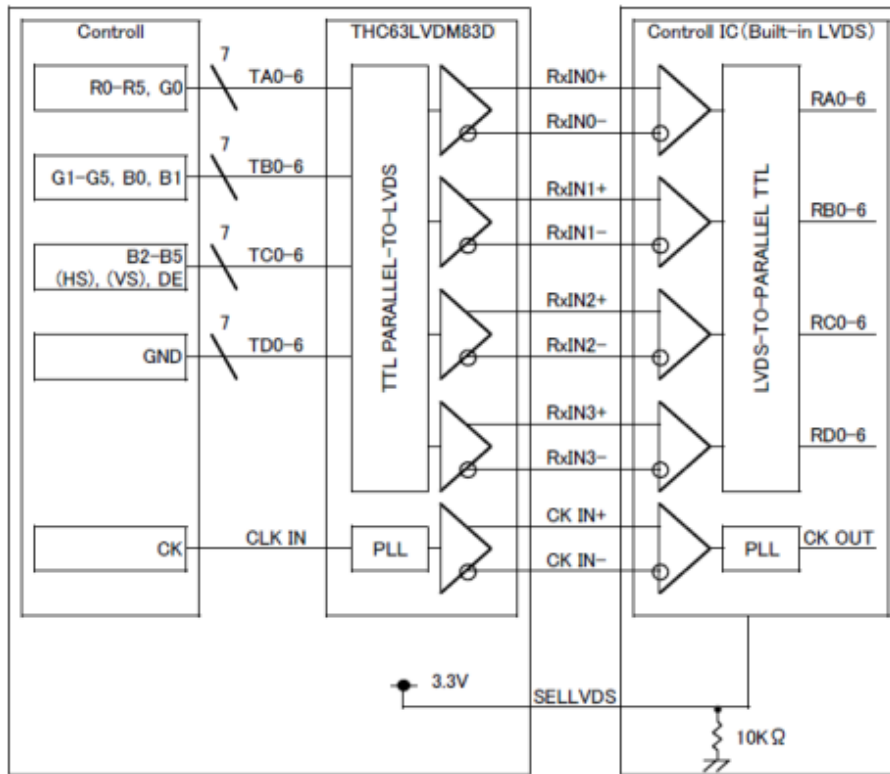 Controll
THC63LVDM83D
Controll IC(Built-in LVDS)
R0-R5, G0
7
TA0-6
RxIN0+
RxIN0-
RA0-6
G1-G5, B0, B1
7
TB0-6
RxIN1+
RxIN1-
RB0-6
B2-B5
(HS), (VS), DE
7
TC0-6
RxIN2+
RxIN2-
RC0-6
GND
7
TD0-6
RxIN3+
RxIN3-
RD0-6
TTL PARALLEL-TO-LVDS
LVDS-TO-PARALLEL TTL
CK
CLK IN
PLL
CK IN+
CK IN-
PLL
CK OUT
3.3V
SELLVDS
10KΩ